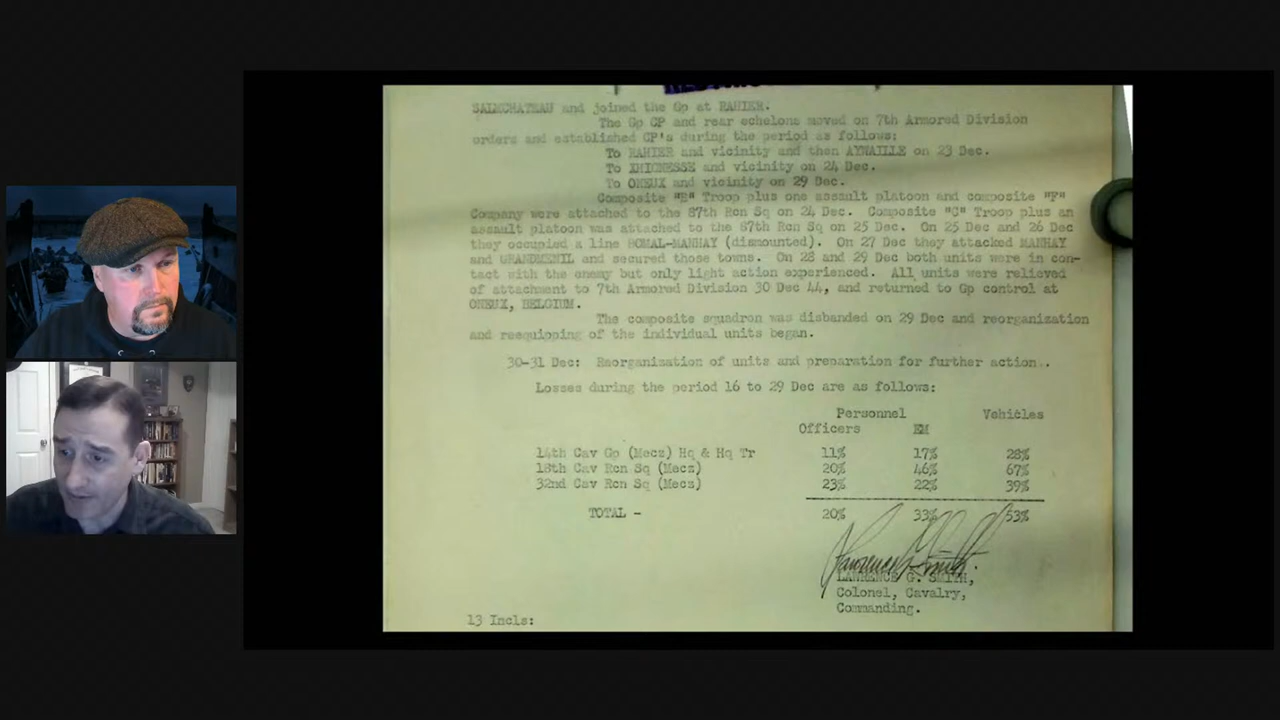 SALMCHATEAU and joined the Gp at RAHIER.
The Gp CP and rear echelons moved on 7th Armored Division
orders and established CP's during the period as follows:
To RAHIER and vicinity and then AYWAILLE on 23 Dec.
To XHIGNESSE and vicinity on 24 Dec.
To ONEUX and vicinity on 29 Dec.
Composite "B" Troop plus one assault platoon and composite "F"
Company were attached to the 87th Rcn Sq on 24 Dec. Composite "C" Troop plus an
assault platoon was attached to the 87th Rcn Sq on 25 Dec. On 25 Dec and 26 Dec
they occupied a line BOMAL-MANHAY (dismounted). On 27 Dec they attacked MANHAY
and GRANDMENIL and secured those towns. On 28 and 29 Dec both units were in con-
tact with the enemy but only light action experienced. All units were relieved
of attachment to 7th Armored Division 30 Dec 44, and returned to Gp control at
ONEUX, BELGIUM.
The composite squadron was disbanded on 29 Dec and reorganization
and reequipping of the individual units began.
30-31 Dec: Reorganization of units and preparation for further action.
Losses during the period 16 to 29 Dec are as follows:
Personnel Vehicles
Officers EM
14th Cav Gp (Mecz) Hq & Hq Tr 11% 17% 28%
18th Cav Rcn Sq (Mecz) 20% 46% 67%
32nd Cav Rcn Sq (Mecz) 23% 22% 39%
TOTAL - 20% 33% 53%
Lawrence G Smith
LAWRENCE G. SMITH,
Colonel, Cavalry,
Commanding.
13 Incls: